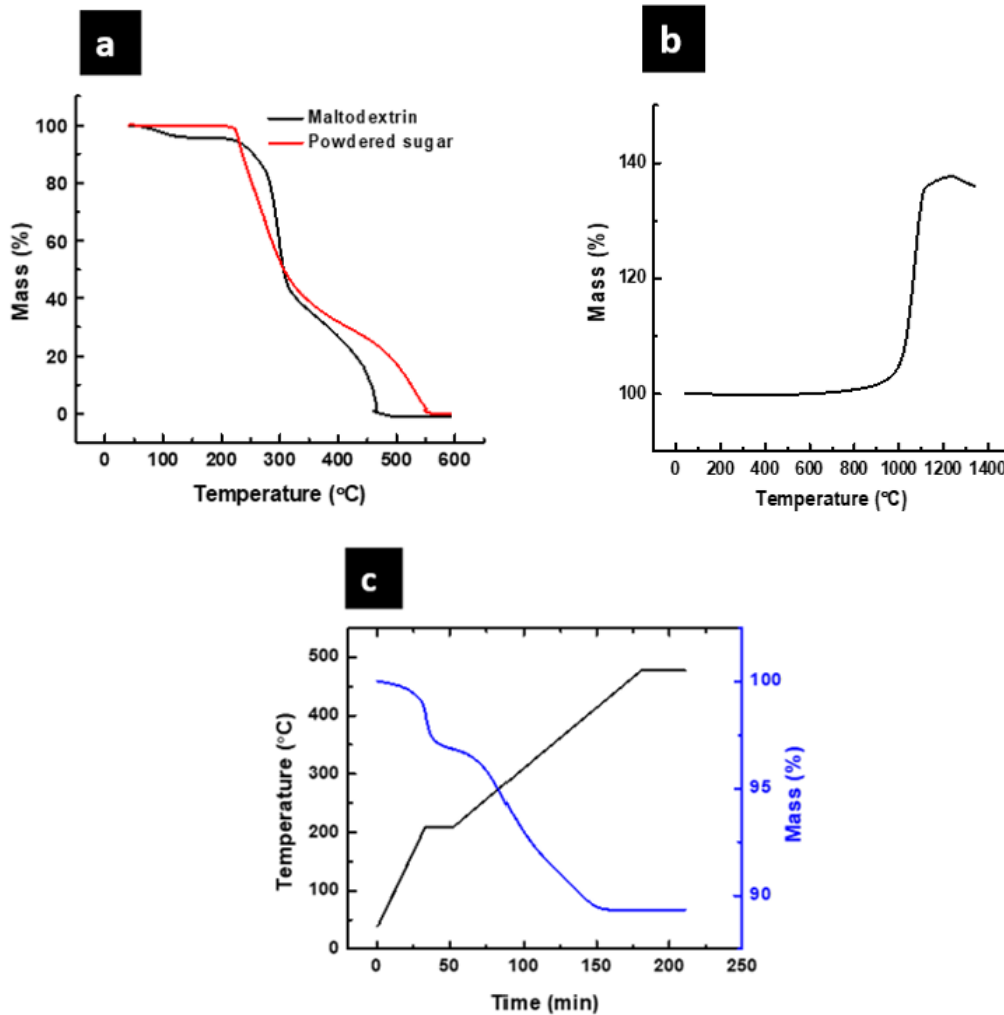 a
Maltodextrin
Powdered sugar
100
80
60
40
20
0
Mass (%)
0 100 200 300 400 500 600
Temperature (°C)
b
140
120
100
Mass (%)
0 200 400 600 800 1000 1200 1400
Temperature (°C)
c
500
400
300
200
100
0
Temperature (°C)
100
95
90
Mass (%)
0 50 100 150 200 250
Time (min)